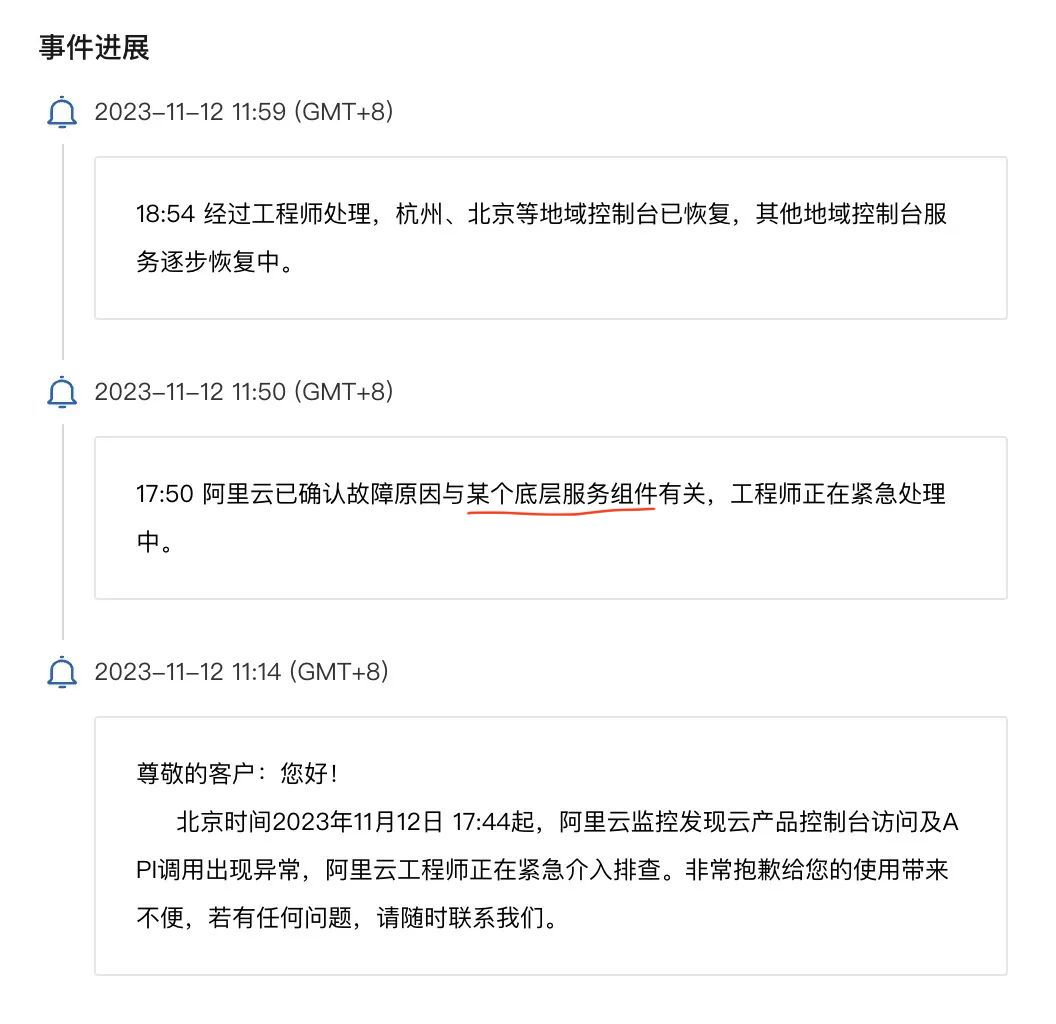 事件进展
2023-11-12 11:59 (GMT+8)
18:54 经过工程师处理，杭州、北京等地域控制台已恢复，其他地域控制台服
务逐步恢复中。
2023-11-12 11:50 (GMT+8)
17:50 阿里云已确认故障原因与某个底层服务组件有关，工程师正在紧急处理
中。
2023-11-12 11:14 (GMT+8)
尊敬的客户：您好！
北京时间2023年11月12日 17:44起，阿里云监控发现云产品控制台访问及A
PI调用出现异常，阿里云工程师正在紧急介入排查。非常抱歉给您的使用带来
不便，若有任何问题，请随时联系我们。